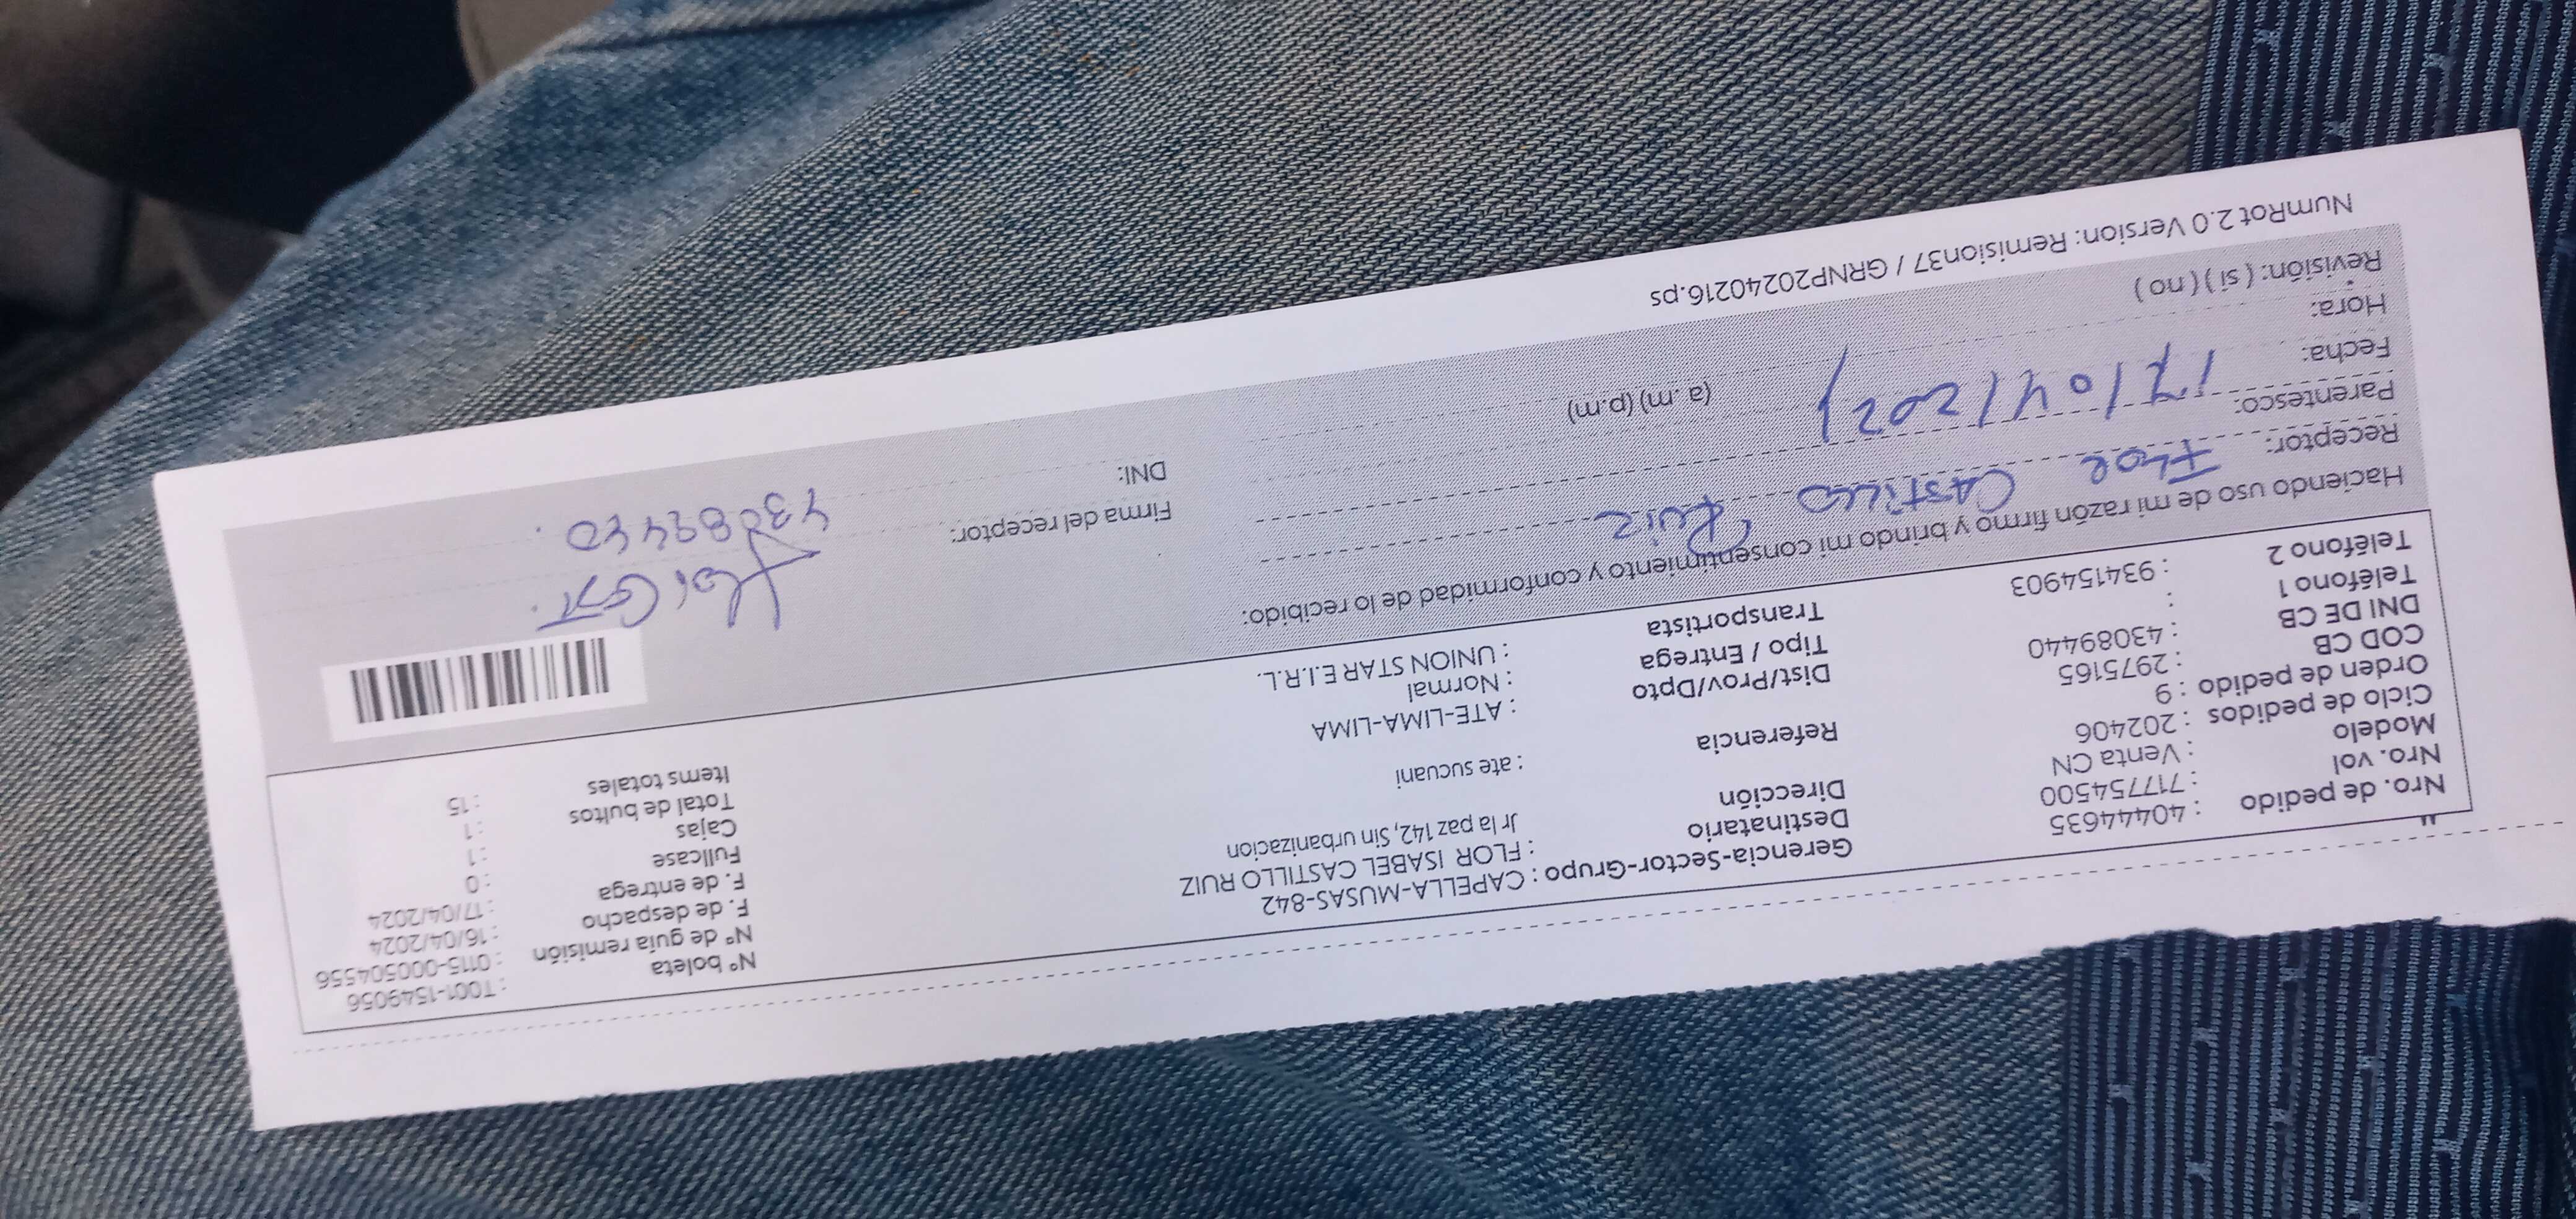 Nro. de pedido : 40444635
Nro. vol : 717754500
Modelo : Venta CN
Ciclo de pedidos : 202406
Orden de pedido : 9
COD CB : 2975165
DNI DE CB : 43089440
Teléfono 1 :
Teléfono 2 : 934154903
Gerencia-Sector-Grupo : CAPELLA-MUSAS-842
Destinatario : FLOR ISABEL CASTILLO RUIZ
Dirección : Jr la paz 142, Sin urbanizacion
Referencia : ate sucuani
Dist/Prov/Dpto : ATE-LIMA-LIMA
Tipo / Entrega : Normal
Transportista : UNION STAR E.I.R.L.
N° boleta : T001-1549056
N° de guía remisión : 0115-000504556
F. de despacho : 16/04/2024
F. de entrega : 17/04/2024
Fullcase : 0
Cajas : 1
Total de bultos : 1
Items totales : 15
Haciendo uso de mi razón firmo y brindo mi consentimiento y conformidad de lo recibido:
Receptor: FLOR CASTILLO RUIZ
Parentesco:
Fecha: 17/04/202
Hora: (a. m) (p.m)
Revisión: ( si ) ( no )
Firma del receptor:
DNI: 43089440
NumRot 2.0 Version: Remision37 / GRNP20240216.ps